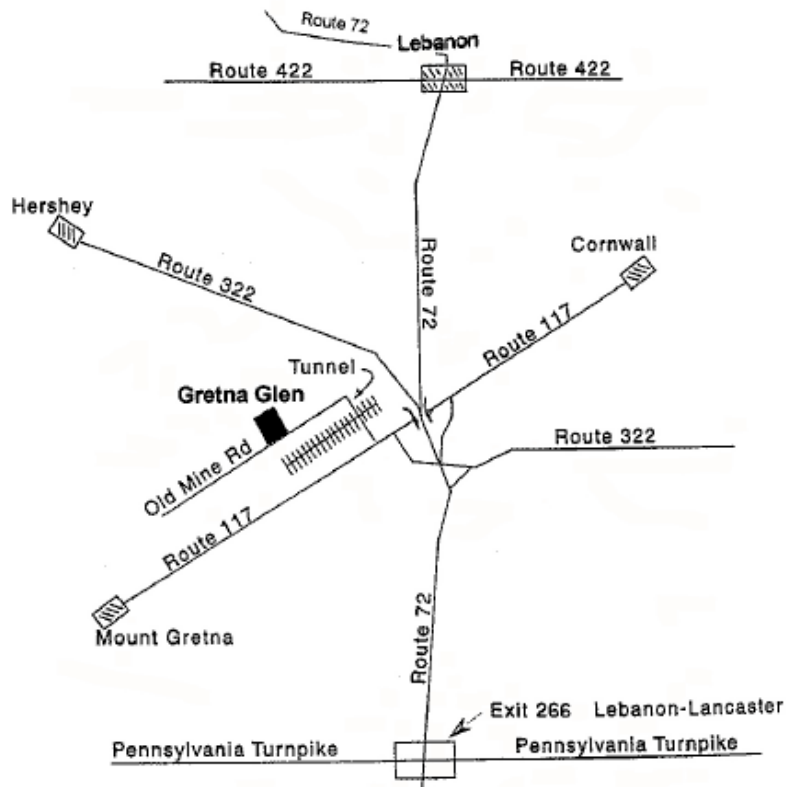 Route 72
Lebanon
Route 422
Route 422
Hershey
Route 322
Route 72
Cornwall
Route 117
Tunnel
Gretna Glen
Old Mine Rd
Route 322
Route 117
Mount Gretna
Route 72
Exit 266 Lebanon-Lancaster
Pennsylvania Turnpike
Pennsylvania Turnpike